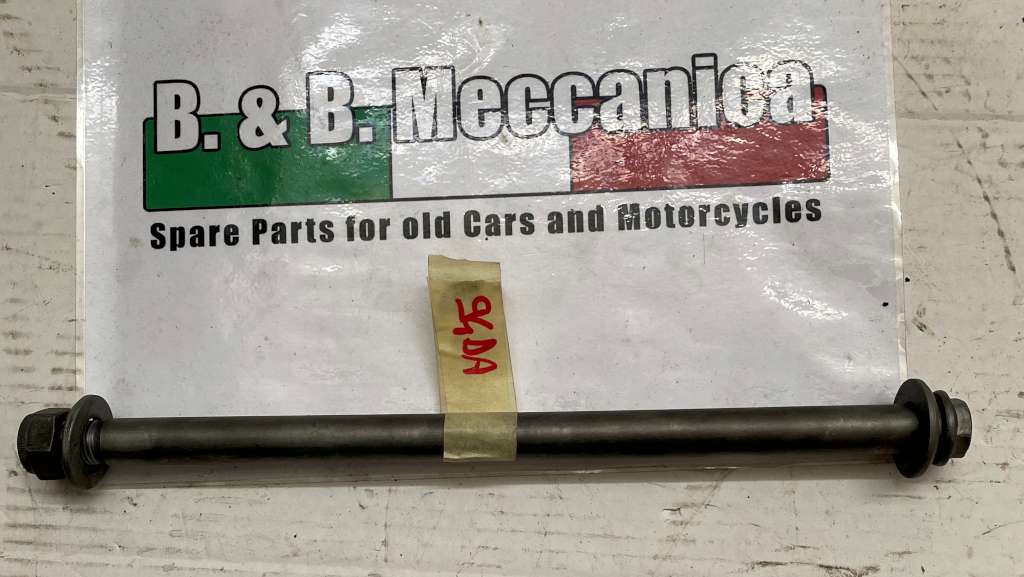 B. & B. Meccanica
Spare Parts for old Cars and Motorcycles